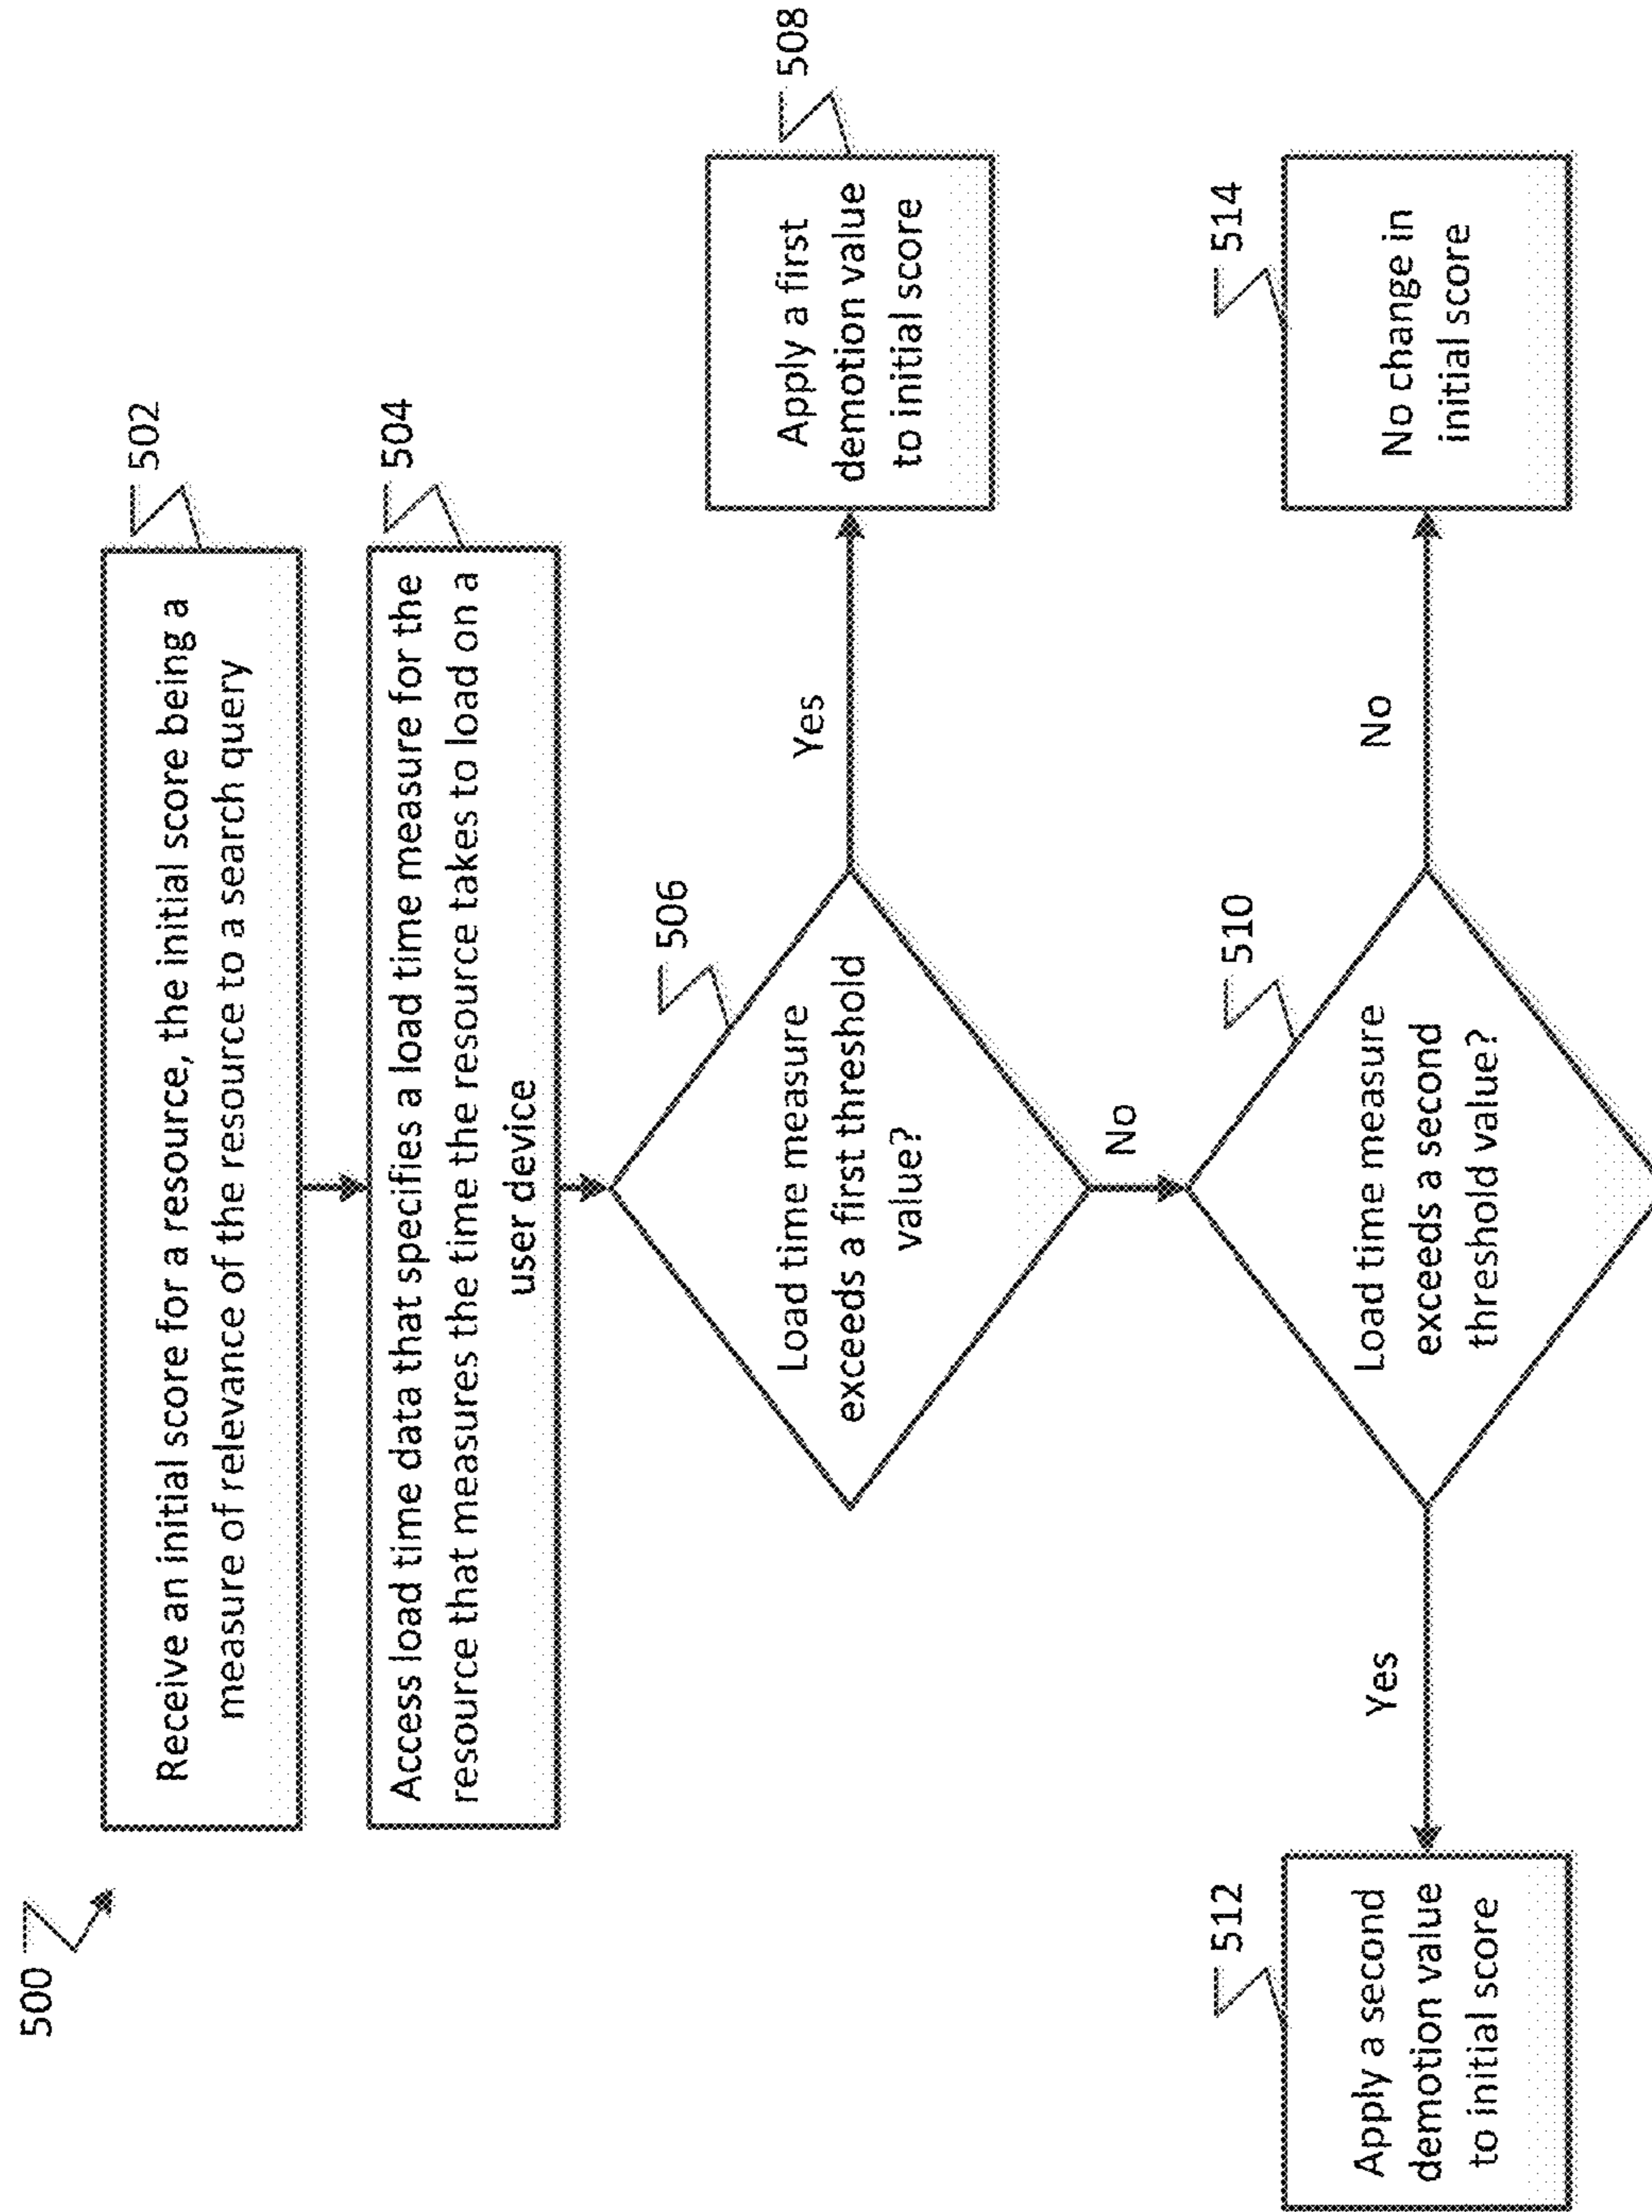 500
502
Receive an initial score for a resource, the initial score being a
measure of relevance of the resource to a search query
504
Access load time data that specifies a load time measure for the
resource that measures the time the resource takes to load on a
user device
506
Load time measure
exceeds a first threshold
value?
Yes
508
Apply a first
demotion value
to initial score
No
510
Load time measure
exceeds a second
threshold value?
Yes
512
Apply a second
demotion value
to initial score
No
514
No change in
initial score